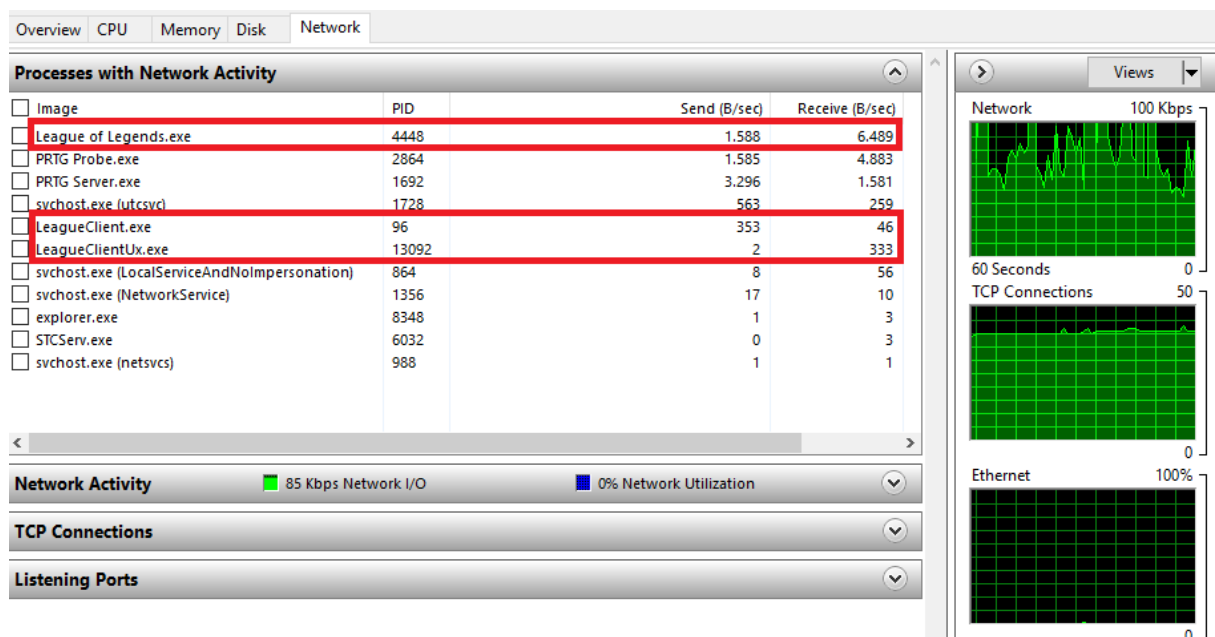 Overview CPU Memory Disk Network
Processes with Network Activity
Image PID Send (B/sec) Receive (B/sec)
League of Legends.exe 4448 1.588 6.489
PRTG Probe.exe 2864 1.585 4.883
PRTG Server.exe 1692 3.296 1.581
svchost.exe (utcsvc) 1728 563 259
LeagueClient.exe 96 353 46
LeagueClientUx.exe 13092 2 333
svchost.exe (LocalServiceAndNoImpersonation) 864 8 56
svchost.exe (NetworkService) 1356 17 10
explorer.exe 8348 1 3
STCServ.exe 6032 0 3
svchost.exe (netsvcs) 988 1 1
Network Activity 85 Kbps Network I/O 0% Network Utilization
TCP Connections
Listening Ports
Views
Network 100 Kbps
60 Seconds 0
TCP Connections 50
0
Ethernet 100%
0